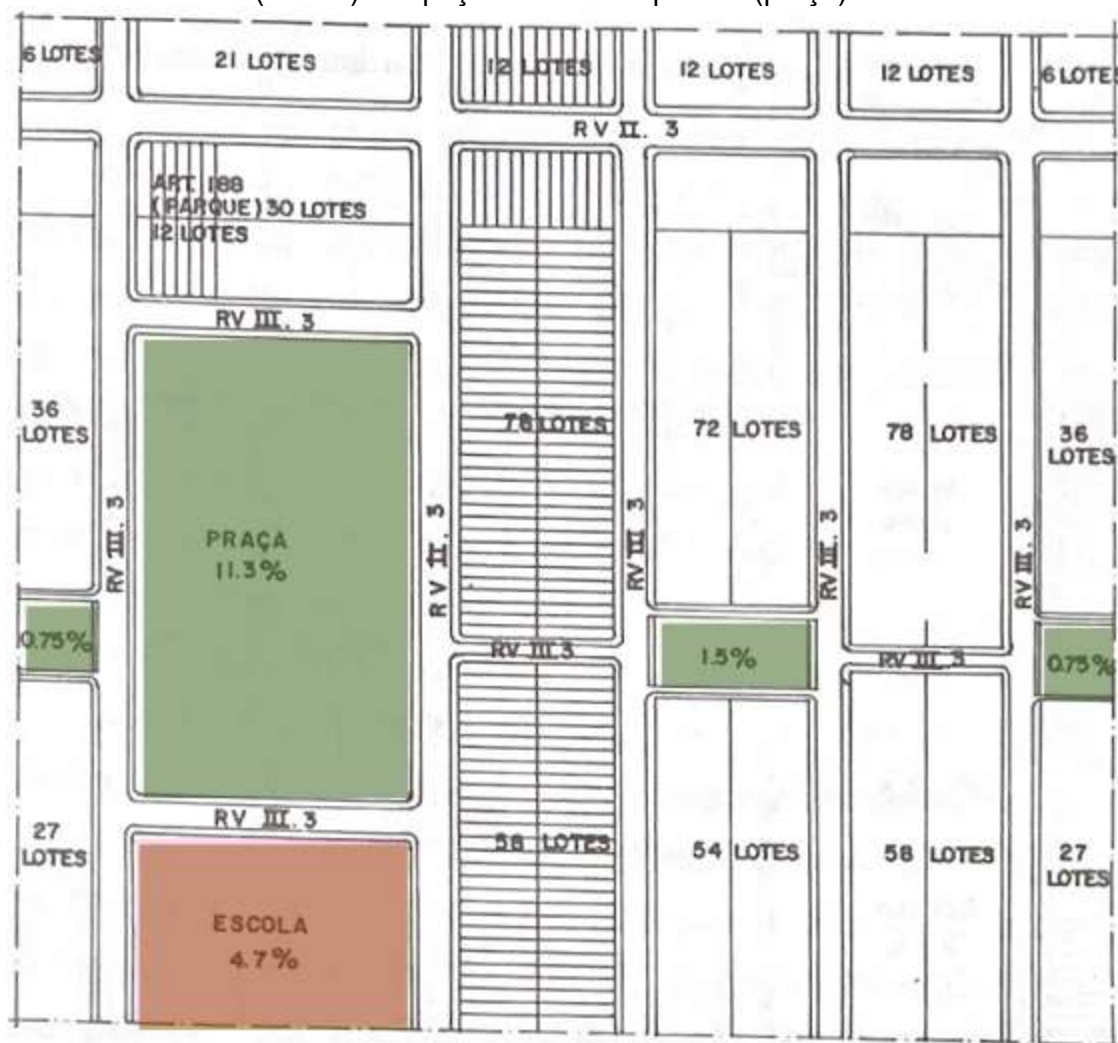 6 LOTES
21 LOTES
12 LOTES
12 LOTES
12 LOTES
6 LOTES
RV II. 3
ART. 188
(PARQUE) 30 LOTES
12 LOTES
RV III. 3
36
LOTES
78 LOTES
72 LOTES
78 LOTES
36
LOTES
PRAÇA
11.3%
RV III. 3
RV II. 3
RV III. 3
RV III. 3
RV III. 3
0.75%
RV III.3
1.5%
RV III.3
0.75%
RV III. 3
27
LOTES
58 LOTES
54 LOTES
58 LOTES
27
LOTES
ESCOLA
4.7%